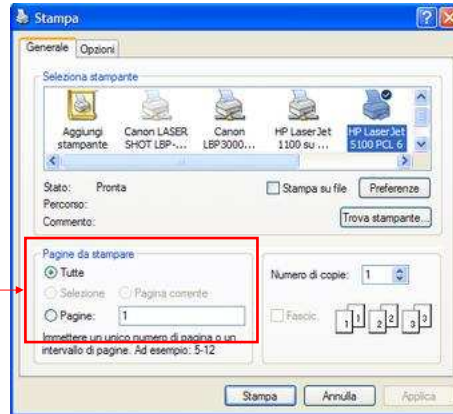 Stampa
Generale Opzioni
Seleziona stampante
Aggiungi stampante
Canon LASER SHOT LBP-...
Canon LBP3000...
HP LaserJet 1100 su ...
HP LaserJet 5100 PCL 6
Stato: Pronta
Stampa su file Preferenze
Percorso:
Commento:
Trova stampante...
Pagine da stampare
Tutte
Selezione Pagina corrente
Pagine: 1
Immettere un unico numero di pagina o un
intervallo di pagine. Ad esempio: 5-12
Numero di copie: 1
Fascic.
1 1 2 2 3 3
Stampa Annulla Applica